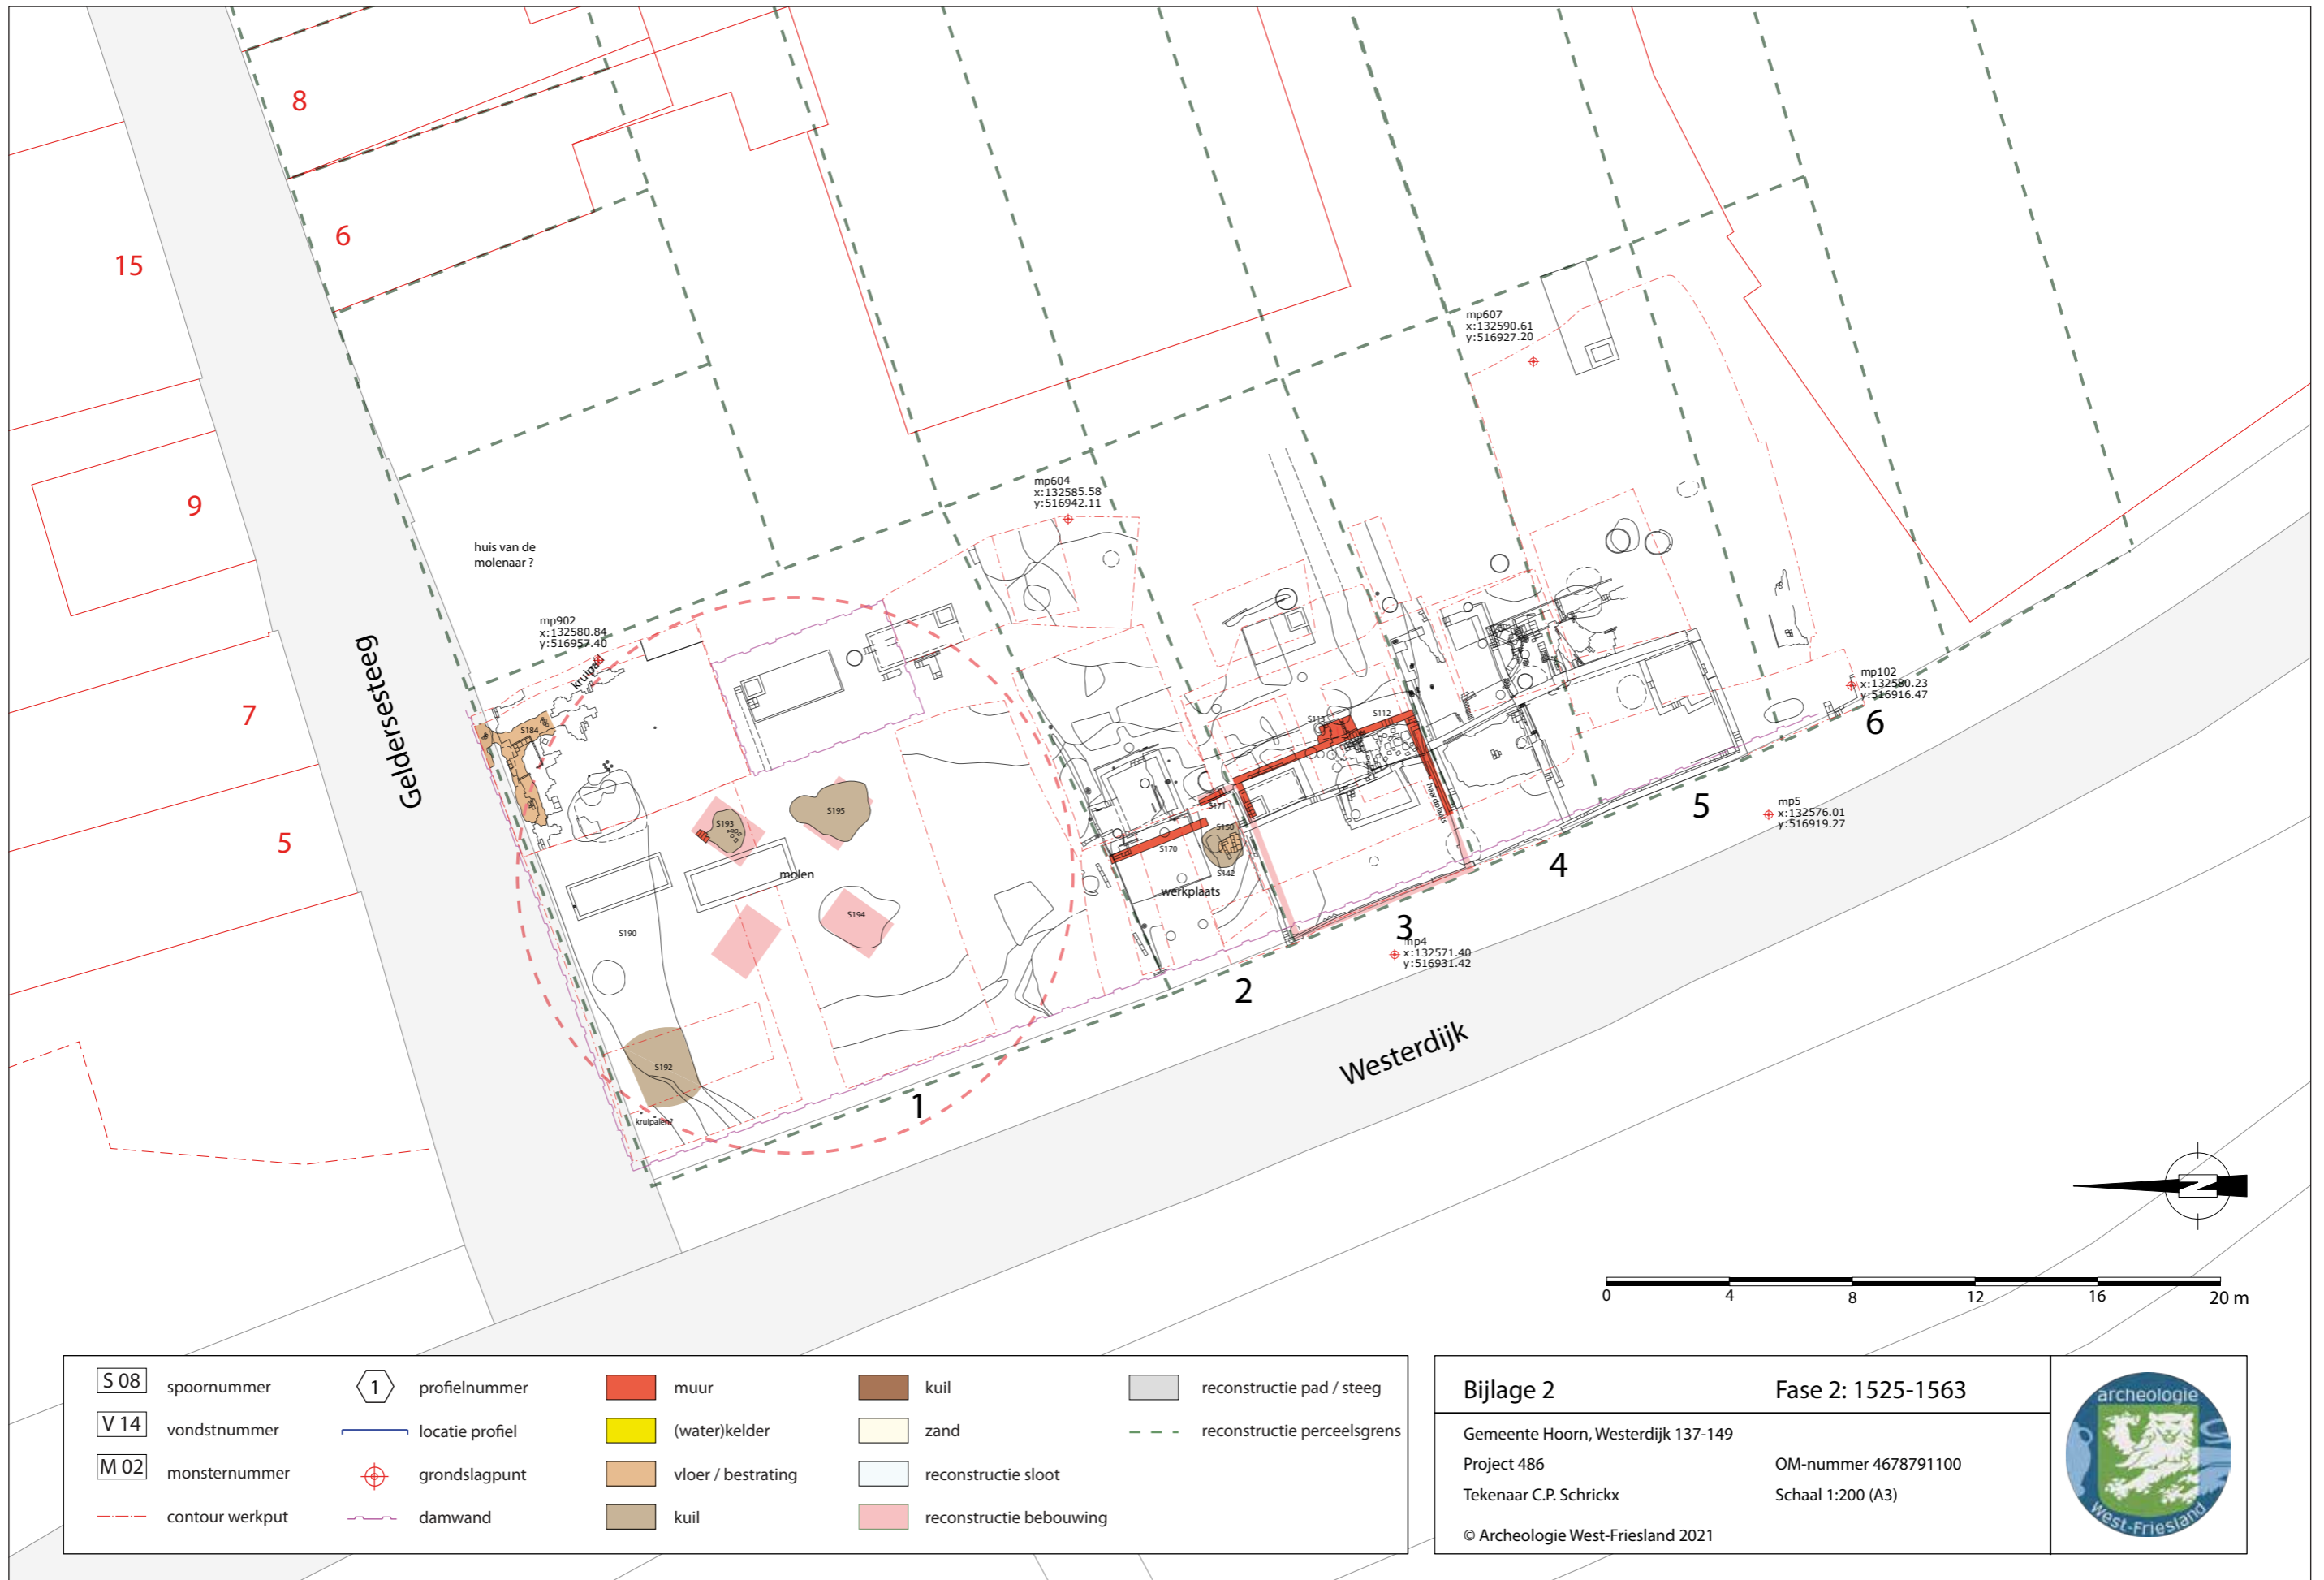 8
6
15
9
7
5
Geldersesteeg
huis van de
molenaar ?
mp902
x:132580.84
y:516957.40
kruipad
S184
mp604
x:132585.58
y:516942.11
mp607
x:132590.61
y:516927.20
mp102
x:132580.23
y:516916.47
mp5
x:132576.01
y:516919.27
mp4
x:132571.40
y:516931.42
S193
S195
molen
S194
S190
S192
kruipalen?
S113
S112
S171
S150
S170
S142
werkplaats
haardplaats
1
2
3
4
5
6
Westerdijk
N
0 4 8 12 16 20 m
S 08 spoornummer
V 14 vondstnummer
M 02 monsternummer
contour werkput
1 profielnummer
locatie profiel
grondslagpunt
damwand
muur
(water)kelder
vloer / bestrating
kuil
kuil
zand
reconstructie sloot
reconstructie bebouwing
reconstructie pad / steeg
reconstructie perceelsgrens
Bijlage 2 Fase 2: 1525-1563
Gemeente Hoorn, Westerdijk 137-149
Project 486 OM-nummer 4678791100
Tekenaar C.P. Schrickx Schaal 1:200 (A3)
© Archeologie West-Friesland 2021
archeologie
West-Friesland